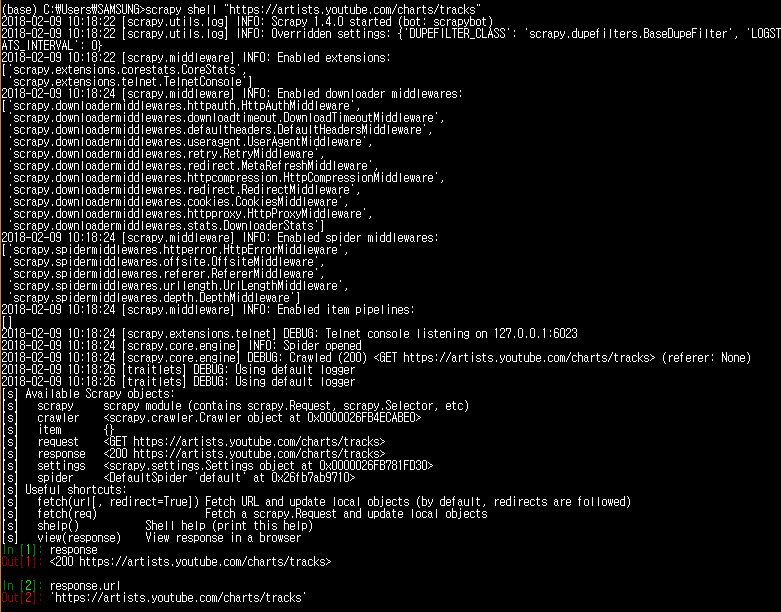 (base) C:₩Users₩SAMSUNG>scrapy shell "https://artists.youtube.com/charts/tracks"
2018-02-09 10:18:22 [scrapy.utils.log] INFO: Scrapy 1.4.0 started (bot: scrapybot)
2018-02-09 10:18:22 [scrapy.utils.log] INFO: Overridden settings: {'DUPEFILTER_CLASS': 'scrapy.dupefilters.BaseDupeFilter', 'LOGST
ATS_INTERVAL': 0}
2018-02-09 10:18:22 [scrapy.middleware] INFO: Enabled extensions:
['scrapy.extensions.corestats.CoreStats',
 'scrapy.extensions.telnet.TelnetConsole']
2018-02-09 10:18:24 [scrapy.middleware] INFO: Enabled downloader middlewares:
['scrapy.downloadermiddlewares.httpauth.HttpAuthMiddleware',
 'scrapy.downloadermiddlewares.downloadtimeout.DownloadTimeoutMiddleware',
 'scrapy.downloadermiddlewares.defaultheaders.DefaultHeadersMiddleware',
 'scrapy.downloadermiddlewares.useragent.UserAgentMiddleware',
 'scrapy.downloadermiddlewares.retry.RetryMiddleware',
 'scrapy.downloadermiddlewares.redirect.MetaRefreshMiddleware',
 'scrapy.downloadermiddlewares.httpcompression.HttpCompressionMiddleware',
 'scrapy.downloadermiddlewares.redirect.RedirectMiddleware',
 'scrapy.downloadermiddlewares.cookies.CookiesMiddleware',
 'scrapy.downloadermiddlewares.httpproxy.HttpProxyMiddleware',
 'scrapy.downloadermiddlewares.stats.DownloaderStats']
2018-02-09 10:18:24 [scrapy.middleware] INFO: Enabled spider middlewares:
['scrapy.spidermiddlewares.httperror.HttpErrorMiddleware',
 'scrapy.spidermiddlewares.offsite.OffsiteMiddleware',
 'scrapy.spidermiddlewares.referer.RefererMiddleware',
 'scrapy.spidermiddlewares.urllength.UrlLengthMiddleware',
 'scrapy.spidermiddlewares.depth.DepthMiddleware']
2018-02-09 10:18:24 [scrapy.middleware] INFO: Enabled item pipelines:
[]
2018-02-09 10:18:24 [scrapy.extensions.telnet] DEBUG: Telnet console listening on 127.0.0.1:6023
2018-02-09 10:18:24 [scrapy.core.engine] INFO: Spider opened
2018-02-09 10:18:24 [scrapy.core.engine] DEBUG: Crawled (200) <GET https://artists.youtube.com/charts/tracks> (referer: None)
2018-02-09 10:18:26 [traitlets] DEBUG: Using default logger
2018-02-09 10:18:26 [traitlets] DEBUG: Using default logger
[s] Available Scrapy objects:
[s]   scrapy     scrapy module (contains scrapy.Request, scrapy.Selector, etc)
[s]   crawler    <scrapy.crawler.Crawler object at 0x0000026FB4ECABE0>
[s]   item       {}
[s]   request    <GET https://artists.youtube.com/charts/tracks>
[s]   response   <200 https://artists.youtube.com/charts/tracks>
[s]   settings   <scrapy.settings.Settings object at 0x0000026FB781FD30>
[s]   spider     <DefaultSpider 'default' at 0x26fb7ab9710>
[s] Useful shortcuts:
[s]   fetch(url[, redirect=True]) Fetch URL and update local objects (by default, redirects are followed)
[s]   fetch(req)                  Fetch a scrapy.Request and update local objects
[s]   shelp()           Shell help (print this help)
[s]   view(response)    View response in a browser
In [1]: response
Out[1]: <200 https://artists.youtube.com/charts/tracks>
In [2]: response.url
Out[2]: 'https://artists.youtube.com/charts/tracks'